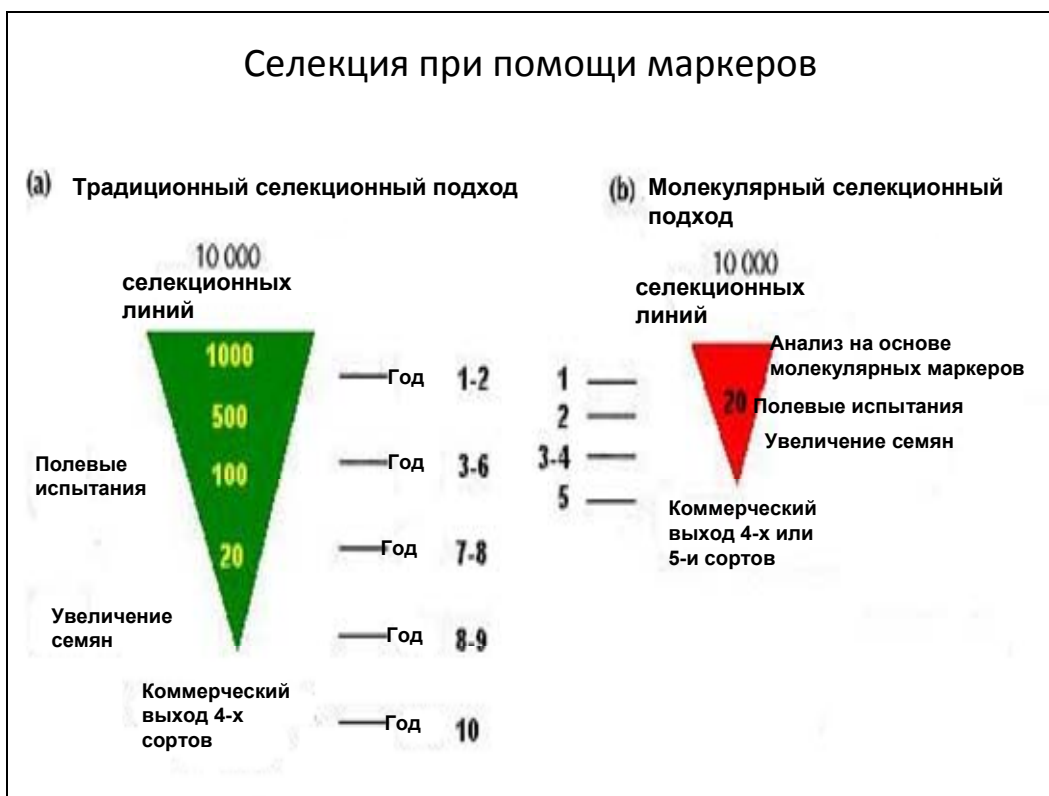 Селекция при помощи маркеров
(a) Традиционный селекционный подход
10 000
селекционных
линий
1000
500
100
20
Полевые
испытания
Увеличение
семян
Коммерческий
выход 4-х
сортов
Год 1-2
Год 3-6
Год 7-8
Год 8-9
Год 10
(b) Молекулярный селекционный
подход
10 000
селекционных
линий
1
2
3-4
5
Анализ на основе
молекулярных маркеров
20 Полевые испытания
Увеличение семян
Коммерческий
выход 4-х или
5-и сортов